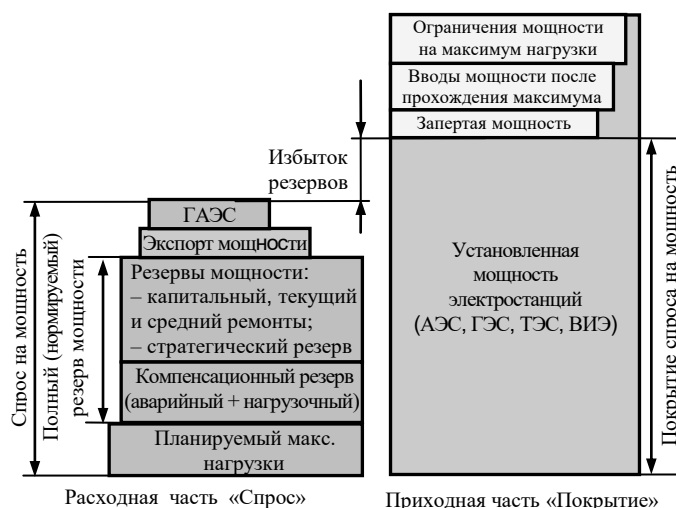 Ограничения мощности
на максимум нагрузки
Вводы мощности после
прохождения максимума
Запертая мощность
Избыток
резервов
ГАЭС
Экспорт мощности
Резервы мощности:
– капитальный, текущий
и средний ремонты;
– стратегический резерв
Компенсационный резерв
(аварийный + нагрузочный)
Планируемый макс.
нагрузки
Спрос на мощность
Полный (нормируемый)
резерв мощности
Установленная
мощность
электростанций
(АЭС, ГЭС, ТЭС, ВИЭ)
Покрытие спроса на мощность
Расходная часть «Спрос»
Приходная часть «Покрытие»